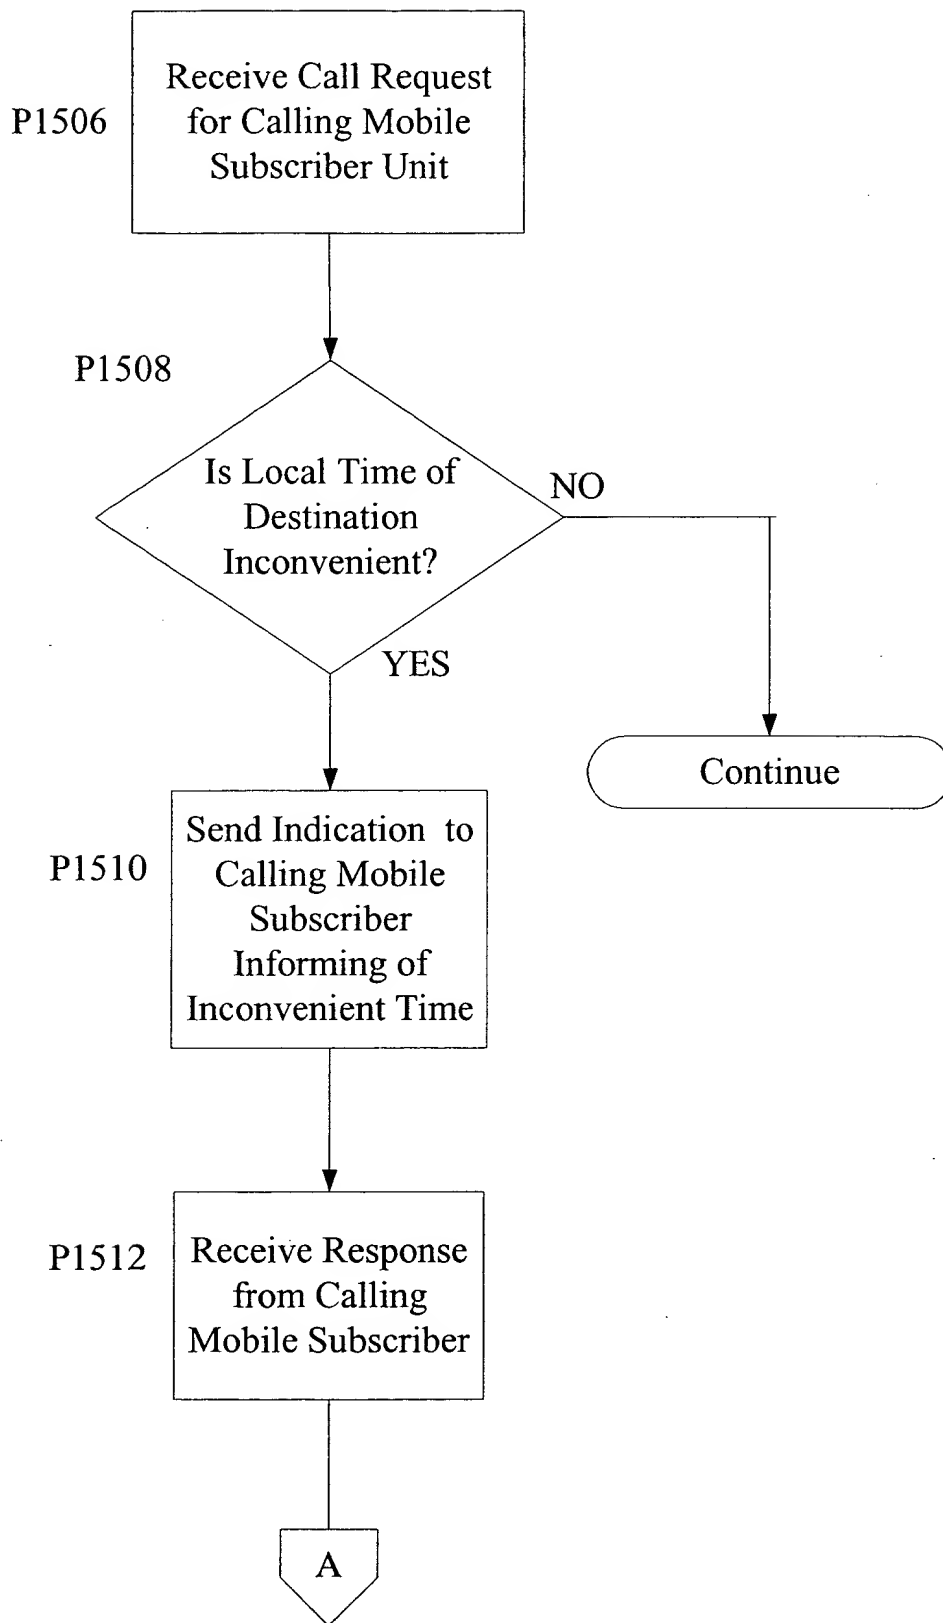 P1506
Receive Call Request
for Calling Mobile
Subscriber Unit
P1508
Is Local Time of
Destination
Inconvenient?
NO
YES
Continue
P1510
Send Indication to
Calling Mobile
Subscriber
Informing of
Inconvenient Time
P1512
Receive Response
from Calling
Mobile Subscriber
A